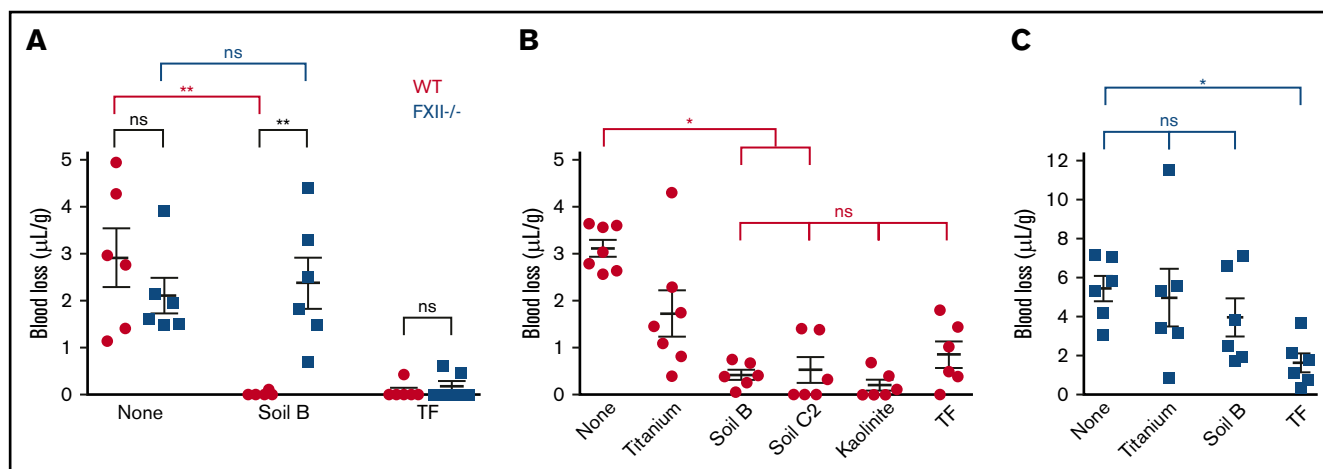 A
ns
**
ns
**
WT
FXII-/-
ns
Blood loss (µL/g)
5
4
3
2
1
0
None
Soil B
TF
B
*
ns
Blood loss (µL/g)
5
4
3
2
1
0
None
Titanium
Soil B
Soil C2
Kaolinite
TF
C
*
ns
Blood loss (µL/g)
12
10
8
6
4
2
0
None
Titanium
Soil B
TF